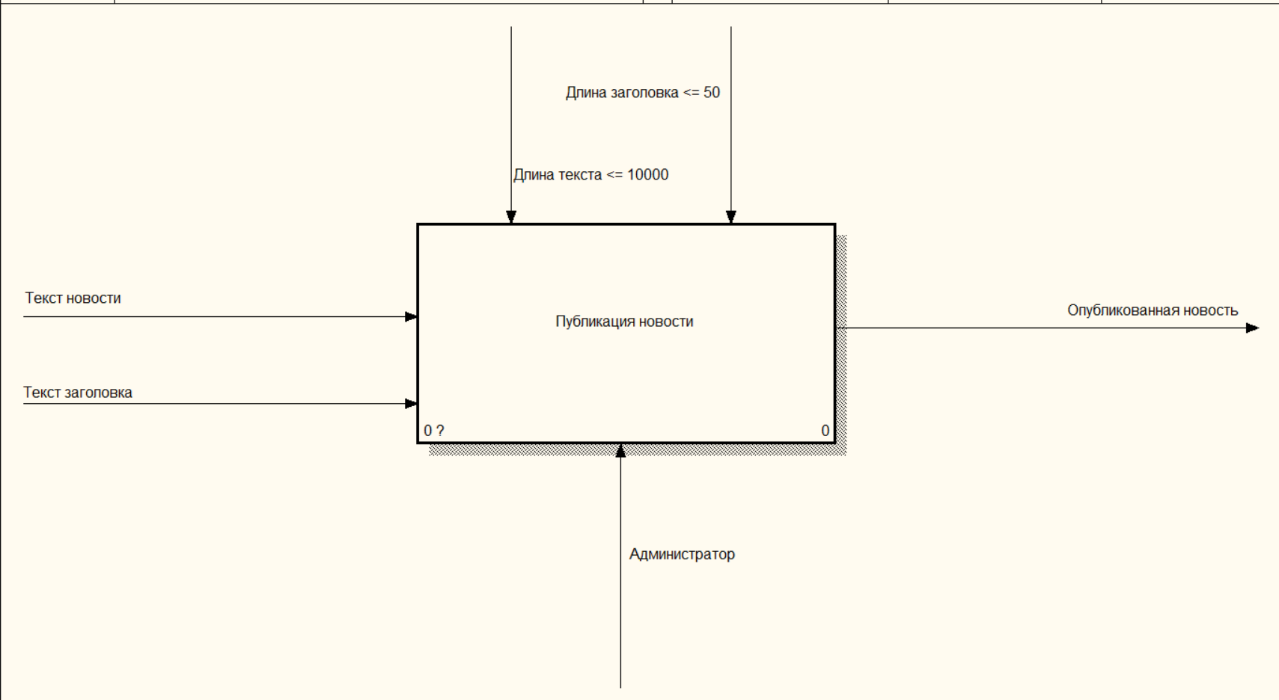 Длина заголовка <= 50
Длина текста <= 10000
Текст новости
Публикация новости
Опубликованная новость
Текст заголовка
0 ?
0
Администратор